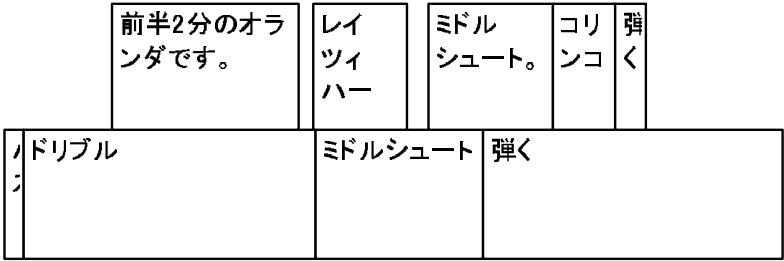 前半2分のオラ
ンダです。
レイ
ツィ
ハー
ミドル
シュート。
コリ
ンコ
弾
く
ドリブル
ミドルシュート
弾く